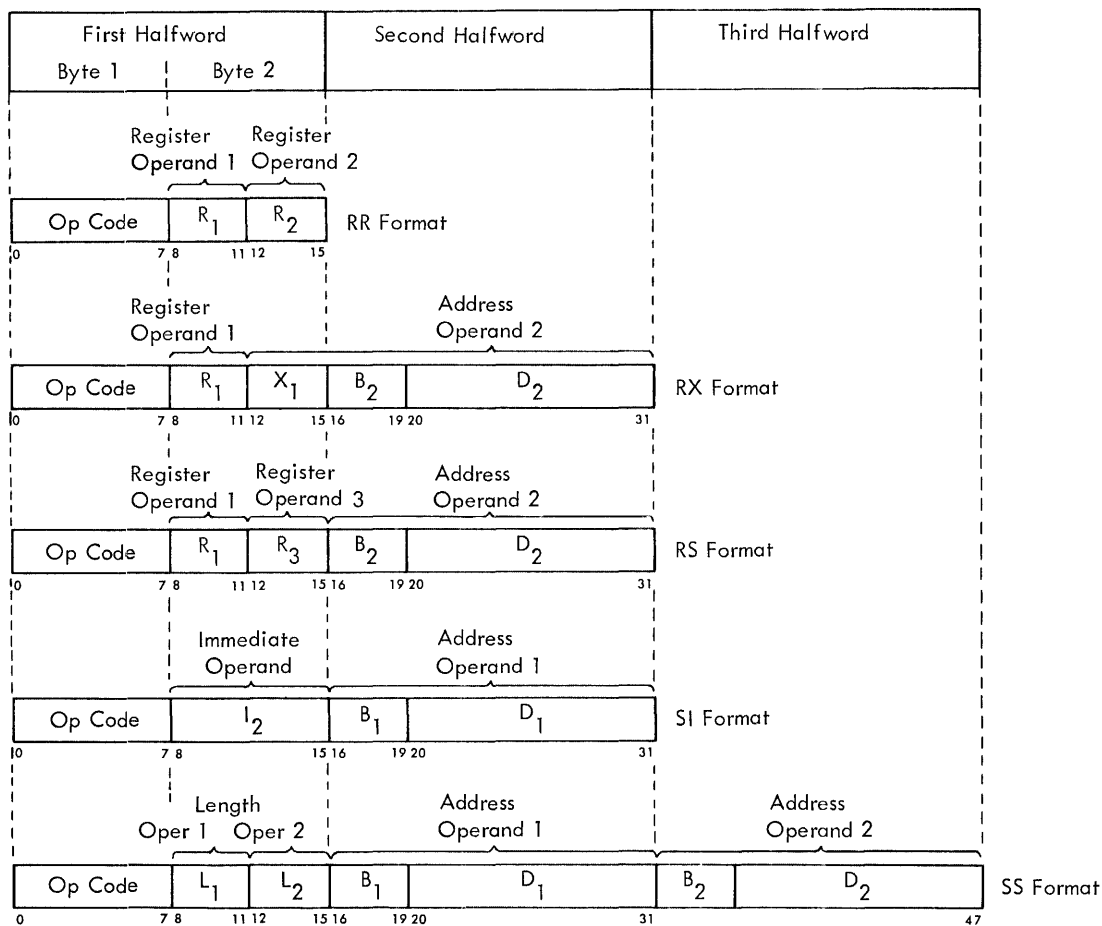 First Halfword Second Halfword Third Halfword
Byte 1 Byte 2
Register Register
Operand 1 Operand 2
Op Code R1 R2 RR Format
0 7 8 11 12 15
Register Address
Operand 1 Operand 2
Op Code R1 X1 B2 D2 RX Format
0 7 8 11 12 15 16 19 20 31
Register Register Address
Operand 1 Operand 3 Operand 2
Op Code R1 R3 B2 D2 RS Format
0 7 8 11 12 15 16 19 20 31
Immediate Address
Operand Operand 1
Op Code I2 B1 D1 SI Format
0 7 8 15 16 19 20 31
Length Address Address
Oper 1 Oper 2 Operand 1 Operand 2
Op Code L1 L2 B1 D1 B2 D2 SS Format
0 7 8 11 12 15 16 19 20 31 47